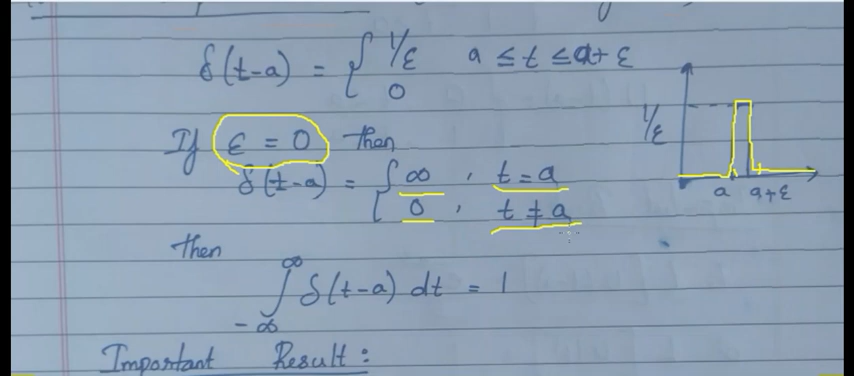 δ(t-a) = { 1/ε a ≤ t ≤ a+ε
0
1/ε
a a+ε
If ε = 0 Then
δ(t-a) = { ∞ , t = a
0 , t ≠ a
Then
∞
∫ δ(t-a) dt = 1
-∞
Important Result: